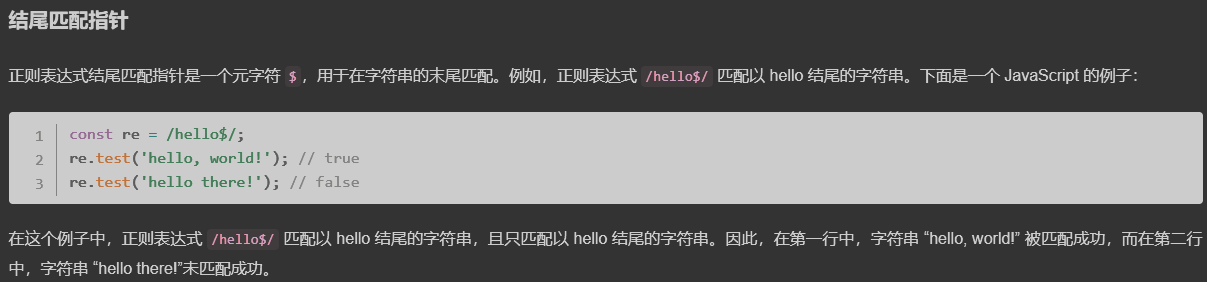 结尾匹配指针
正则表达式结尾匹配指针是一个元字符 $，用于在字符串的末尾匹配。例如，正则表达式 /hello$/ 匹配以 hello 结尾的字符串。下面是一个 JavaScript 的例子：
1 const re = /hello$/;
2 re.test('hello, world!'); // true
3 re.test('hello there!'); // false
在这个例子中，正则表达式 /hello$/ 匹配以 hello 结尾的字符串，且只匹配以 hello 结尾的字符串。因此，在第一行中，字符串 “hello, world!” 被匹配成功，而在第二行
中，字符串 “hello there!”未匹配成功。